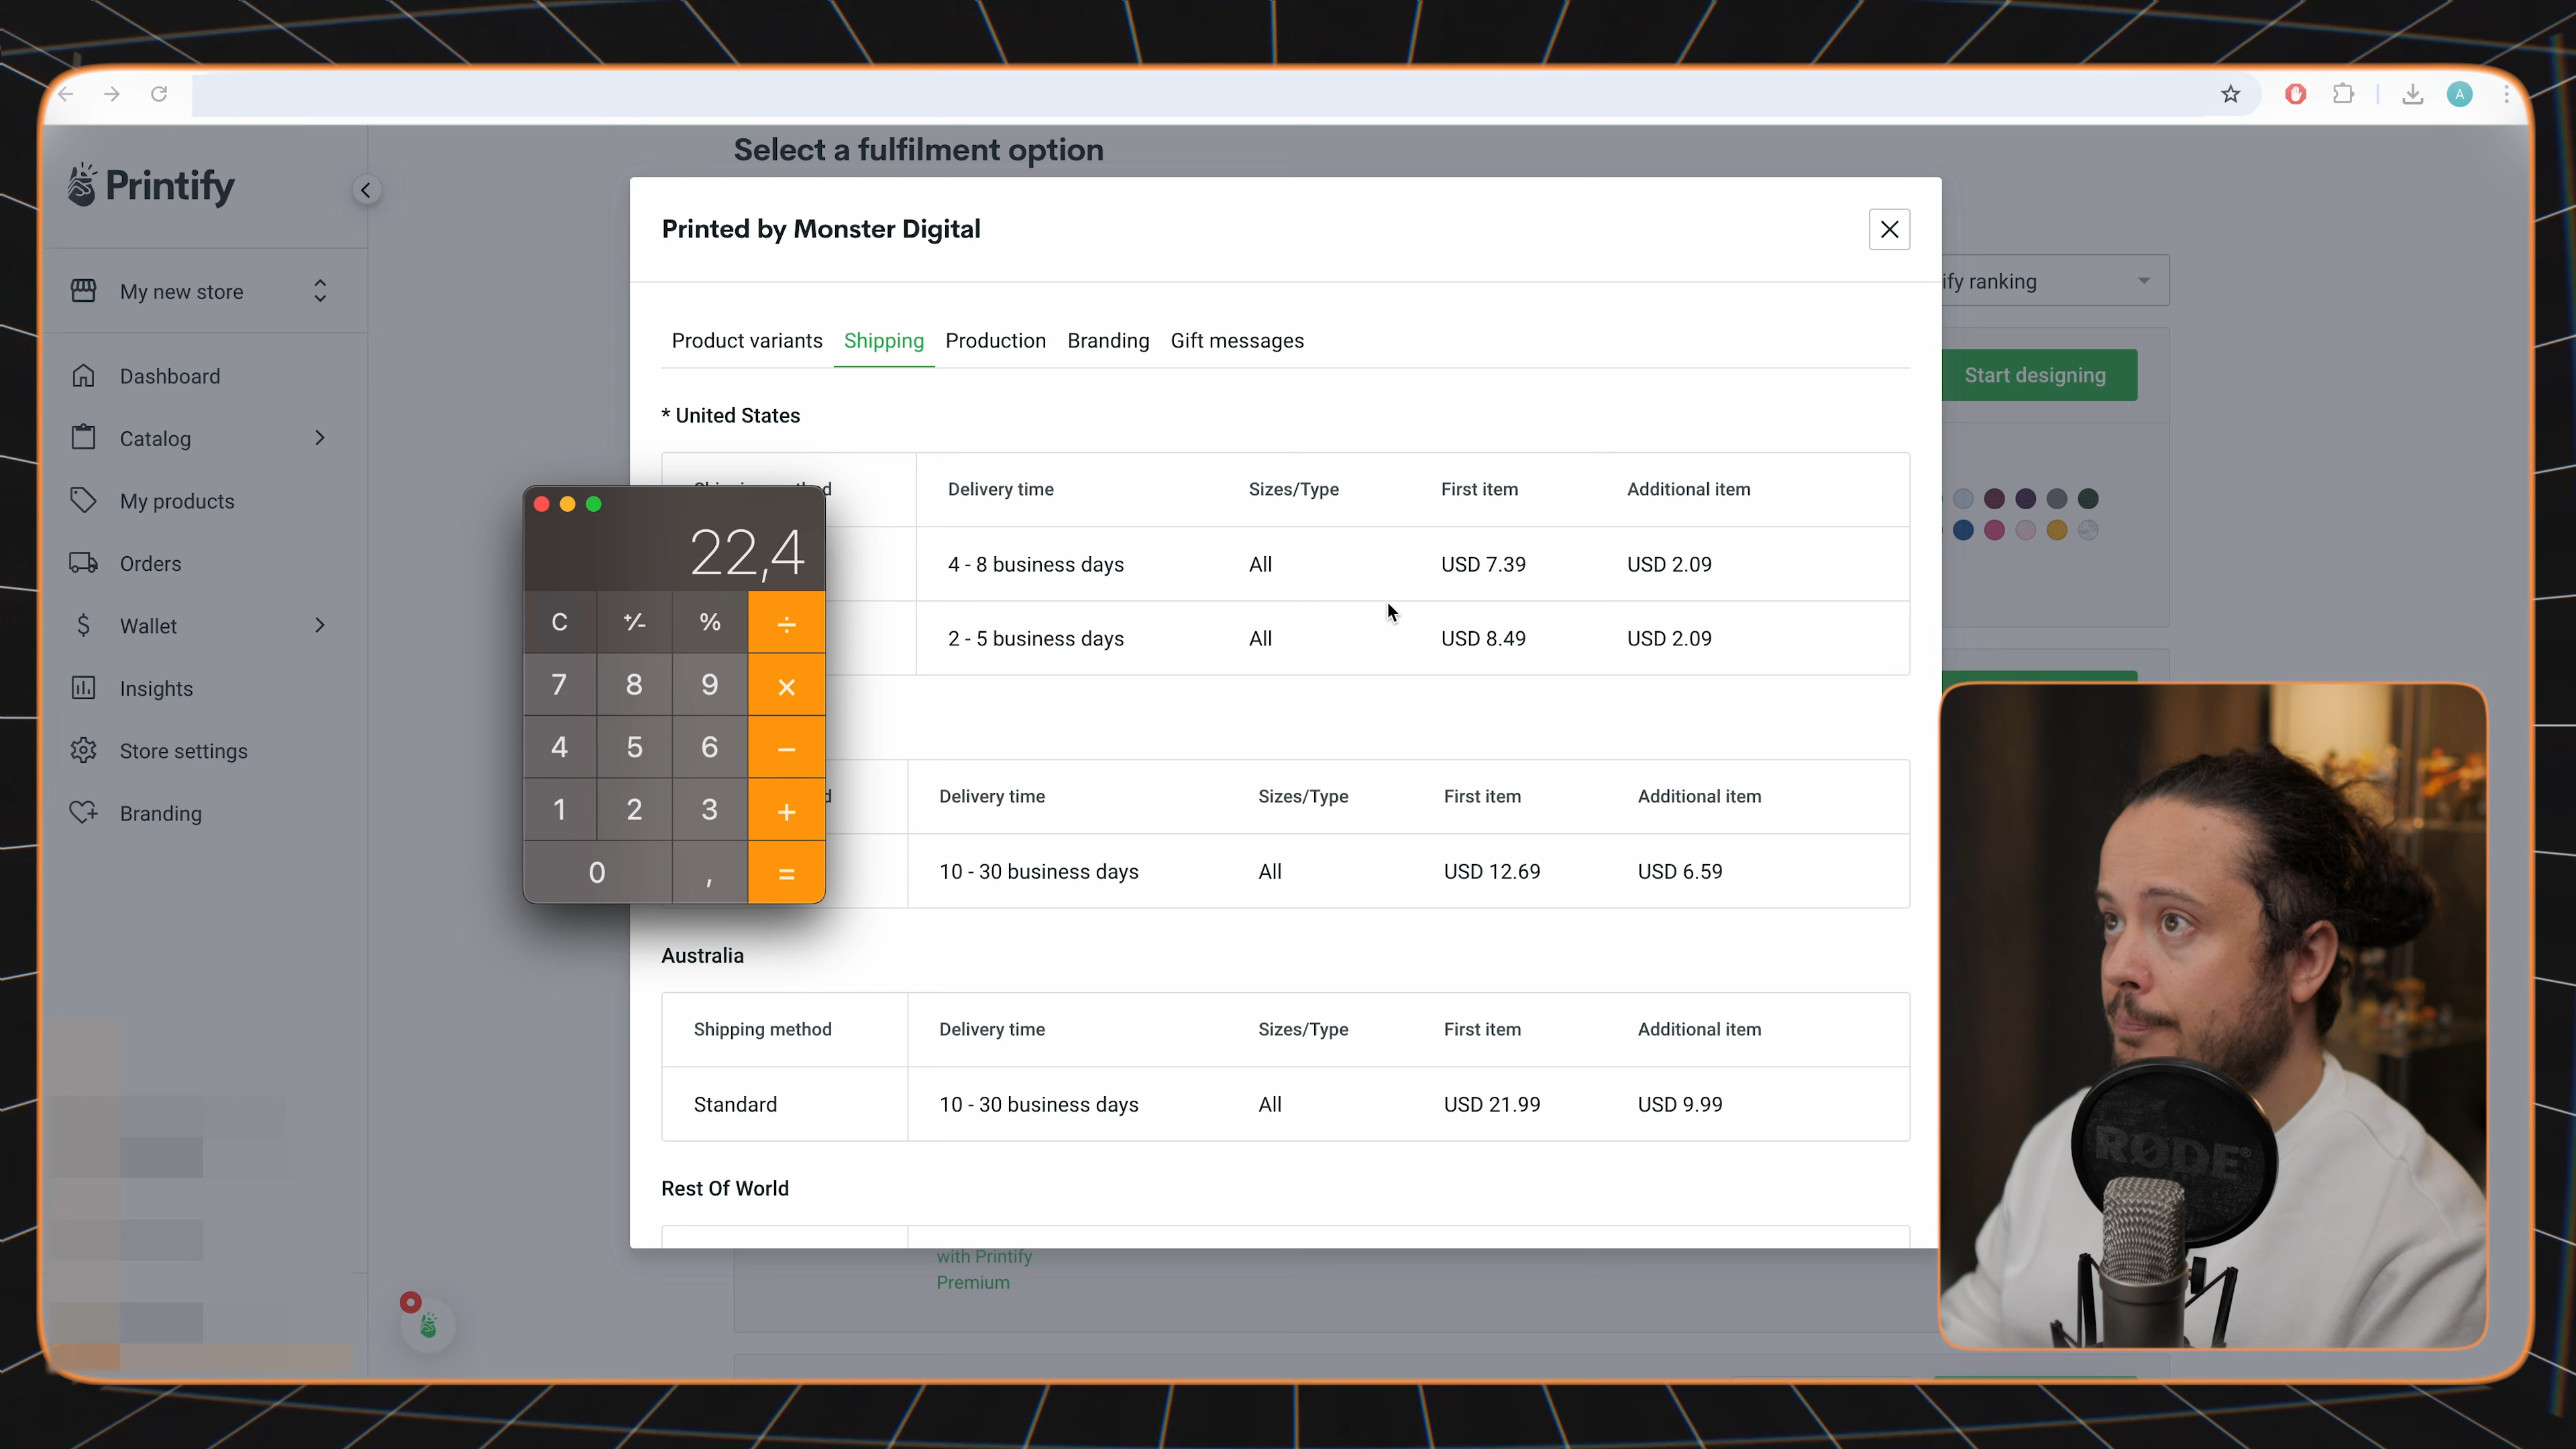 Select a fulfilment option
Printify
My new store
Dashboard
Catalog
My products
Orders
Wallet
Insights
Store settings
Branding
Printed by Monster Digital
Product variants Shipping Production Branding Gift messages
* United States
Delivery time Sizes/Type First item Additional item
4 - 8 business days All USD 7.39 USD 2.09
2 - 5 business days All USD 8.49 USD 2.09
Delivery time Sizes/Type First item Additional item
10 - 30 business days All USD 12.69 USD 6.59
Australia
Shipping method Delivery time Sizes/Type First item Additional item
Standard 10 - 30 business days All USD 21.99 USD 9.99
Rest Of World
with Printify
Premium
ranking
Start designing
A
22,4
C +/- % ÷
7 8 9 ×
4 5 6 −
1 2 3 +
0 , =
RØDE®